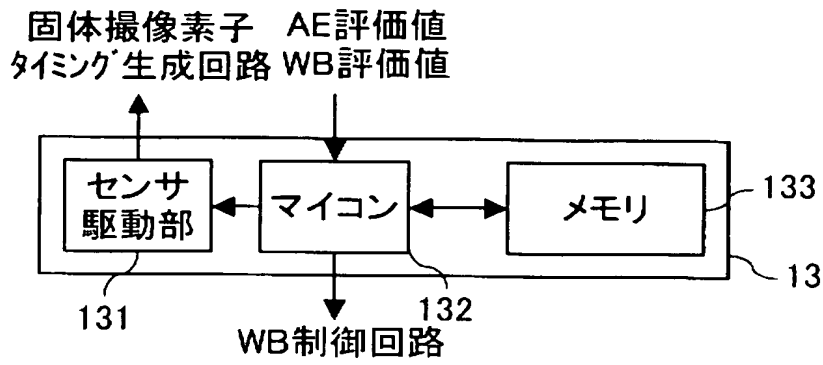 固体撮像素子
タイミング生成回路
AE評価値
WB評価値
センサ
駆動部
マイコン
メモリ
133
13
131
132
WB制御回路